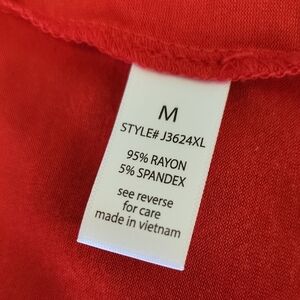 M
STYLE# J3624XL
95% RAYON
5% SPANDEX
see reverse
for care
made in vietnam